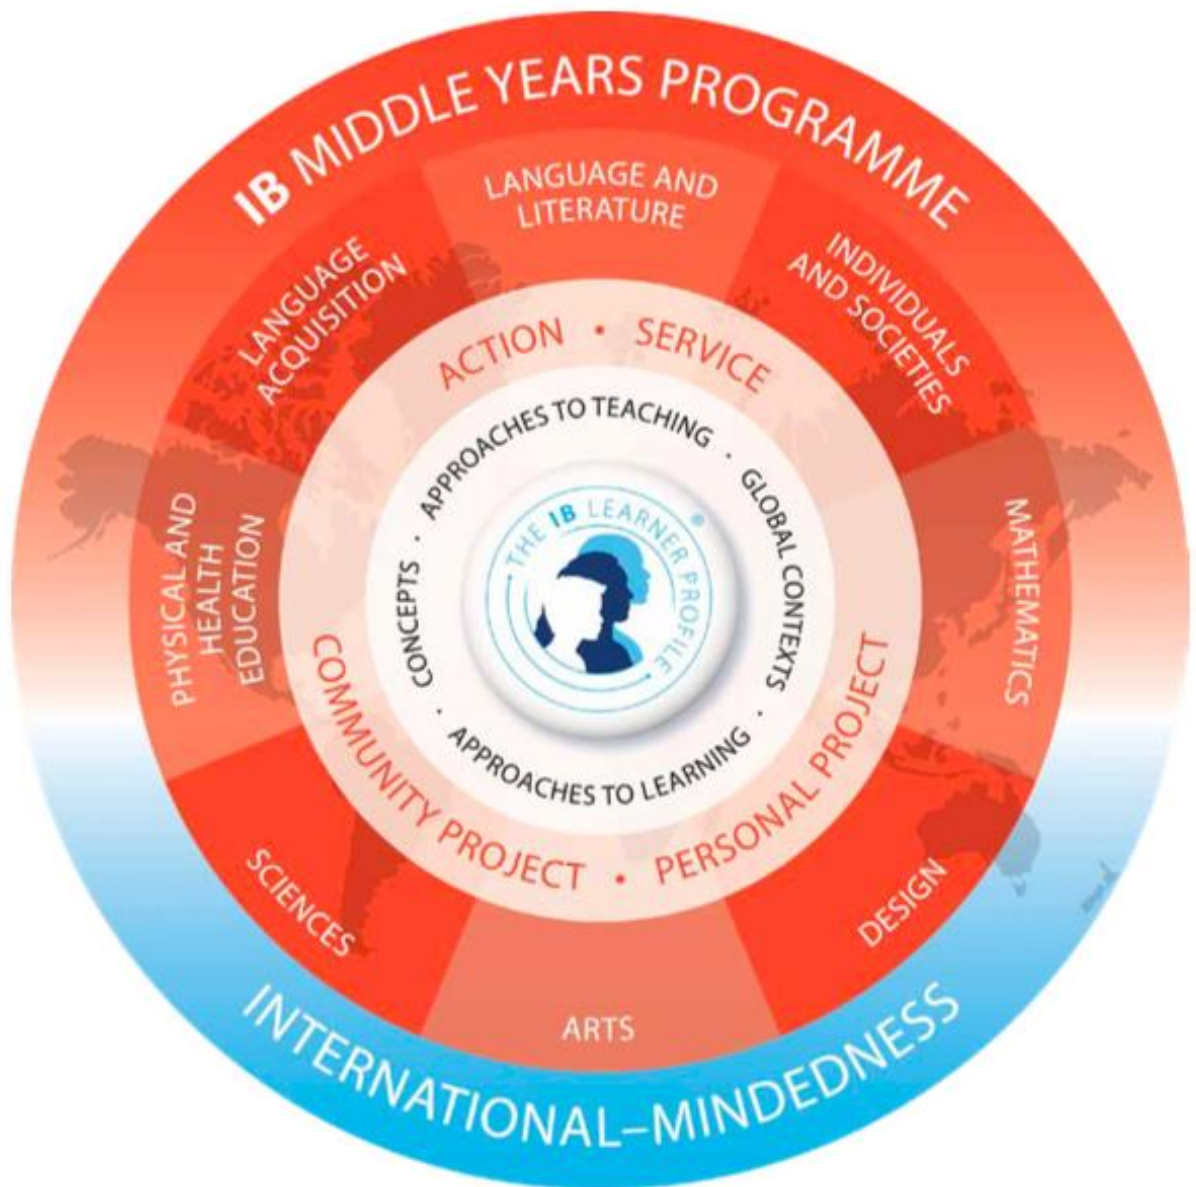 IB MIDDLE YEARS PROGRAMME
LANGUAGE AND
LITERATURE
INDIVIDUALS
AND SOCIETIES
MATHEMATICS
DESIGN
ARTS
SCIENCES
PHYSICAL AND
HEALTH
EDUCATION
LANGUAGE
ACQUISITION
ACTION • SERVICE
COMMUNITY PROJECT • PERSONAL PROJECT
APPROACHES TO TEACHING · GLOBAL CONTEXTS ·
CONCEPTS · APPROACHES TO LEARNING
THE IB LEARNER PROFILE ®
INTERNATIONAL–MINDEDNESS